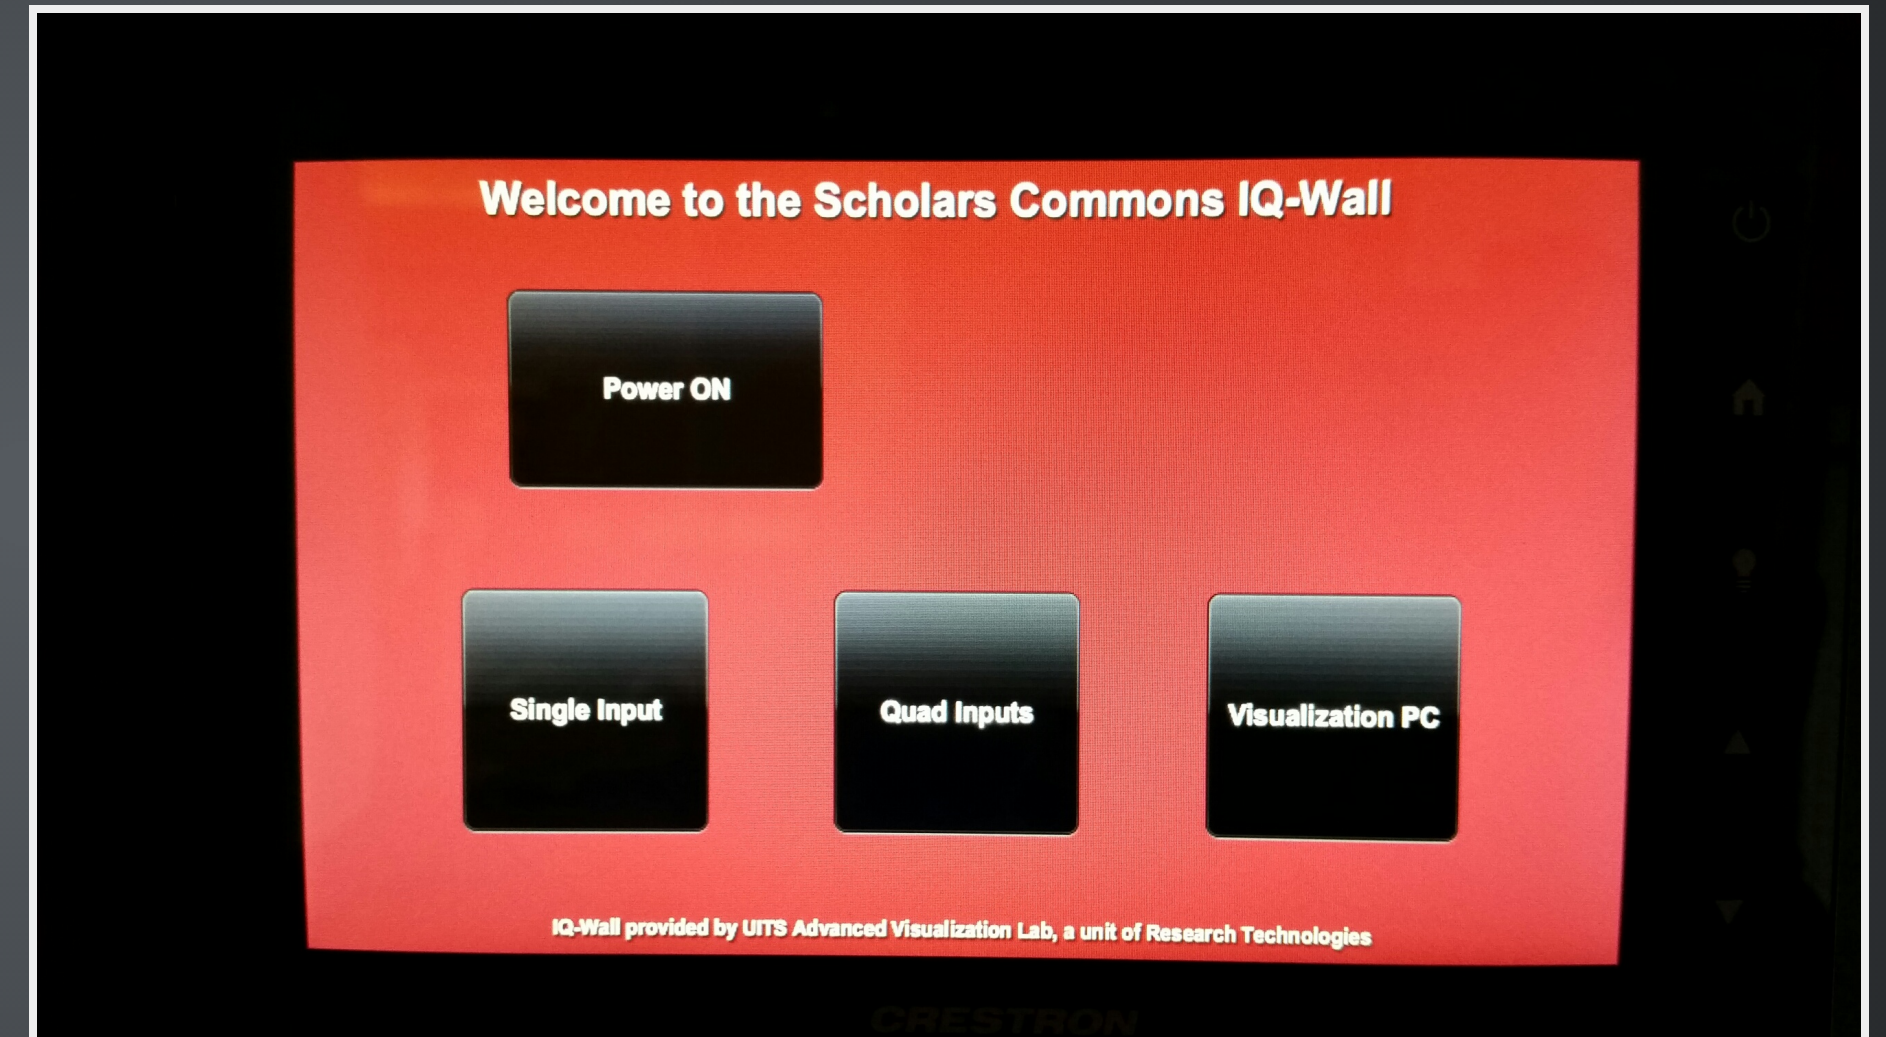 Welcome to the Scholars Commons IQ-Wall
Power ON
Single Input
Quad Inputs
Visualization PC
IQ-Wall provided by UITS Advanced Visualization Lab, a unit of Research Technologies
CRESTRON